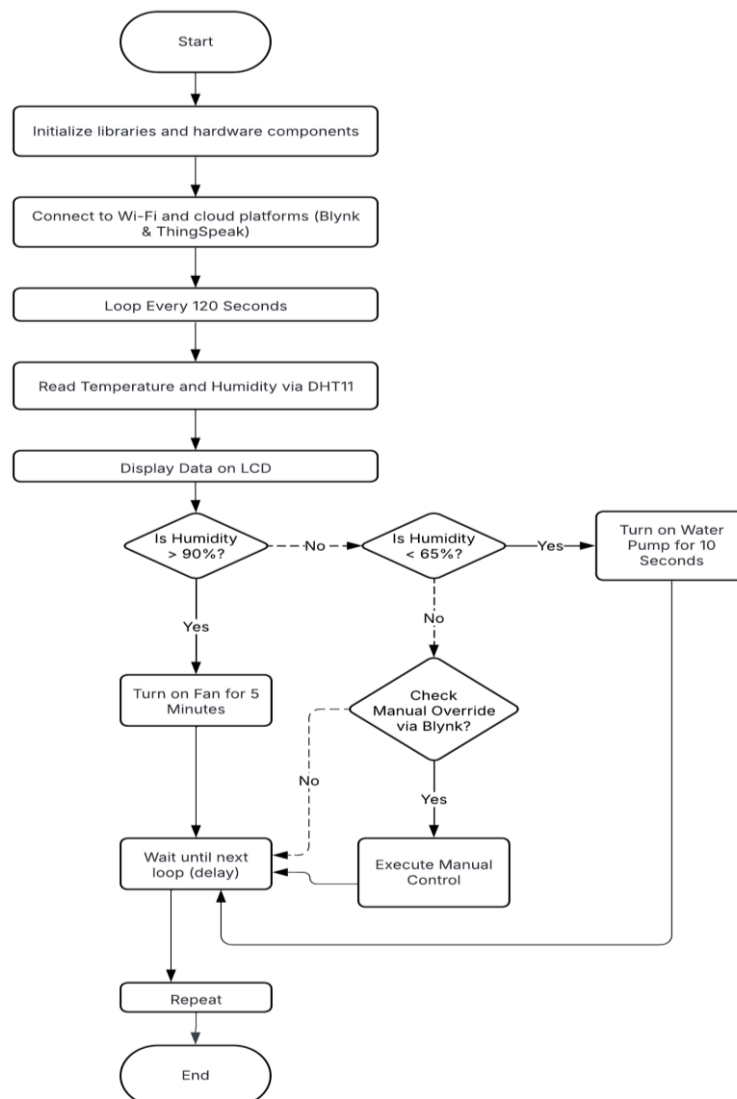 Start
Initialize libraries and hardware components
Connect to Wi-Fi and cloud platforms (Blynk
& ThingSpeak)
Loop Every 120 Seconds
Read Temperature and Humidity via DHT11
Display Data on LCD
Is Humidity
> 90%?
No
Is Humidity
< 65%?
Yes
Turn on Water
Pump for 10
Seconds
Yes
No
Turn on Fan for 5
Minutes
Check
Manual Override
via Blynk?
No
Yes
Wait until next
loop (delay)
Execute Manual
Control
Repeat
End